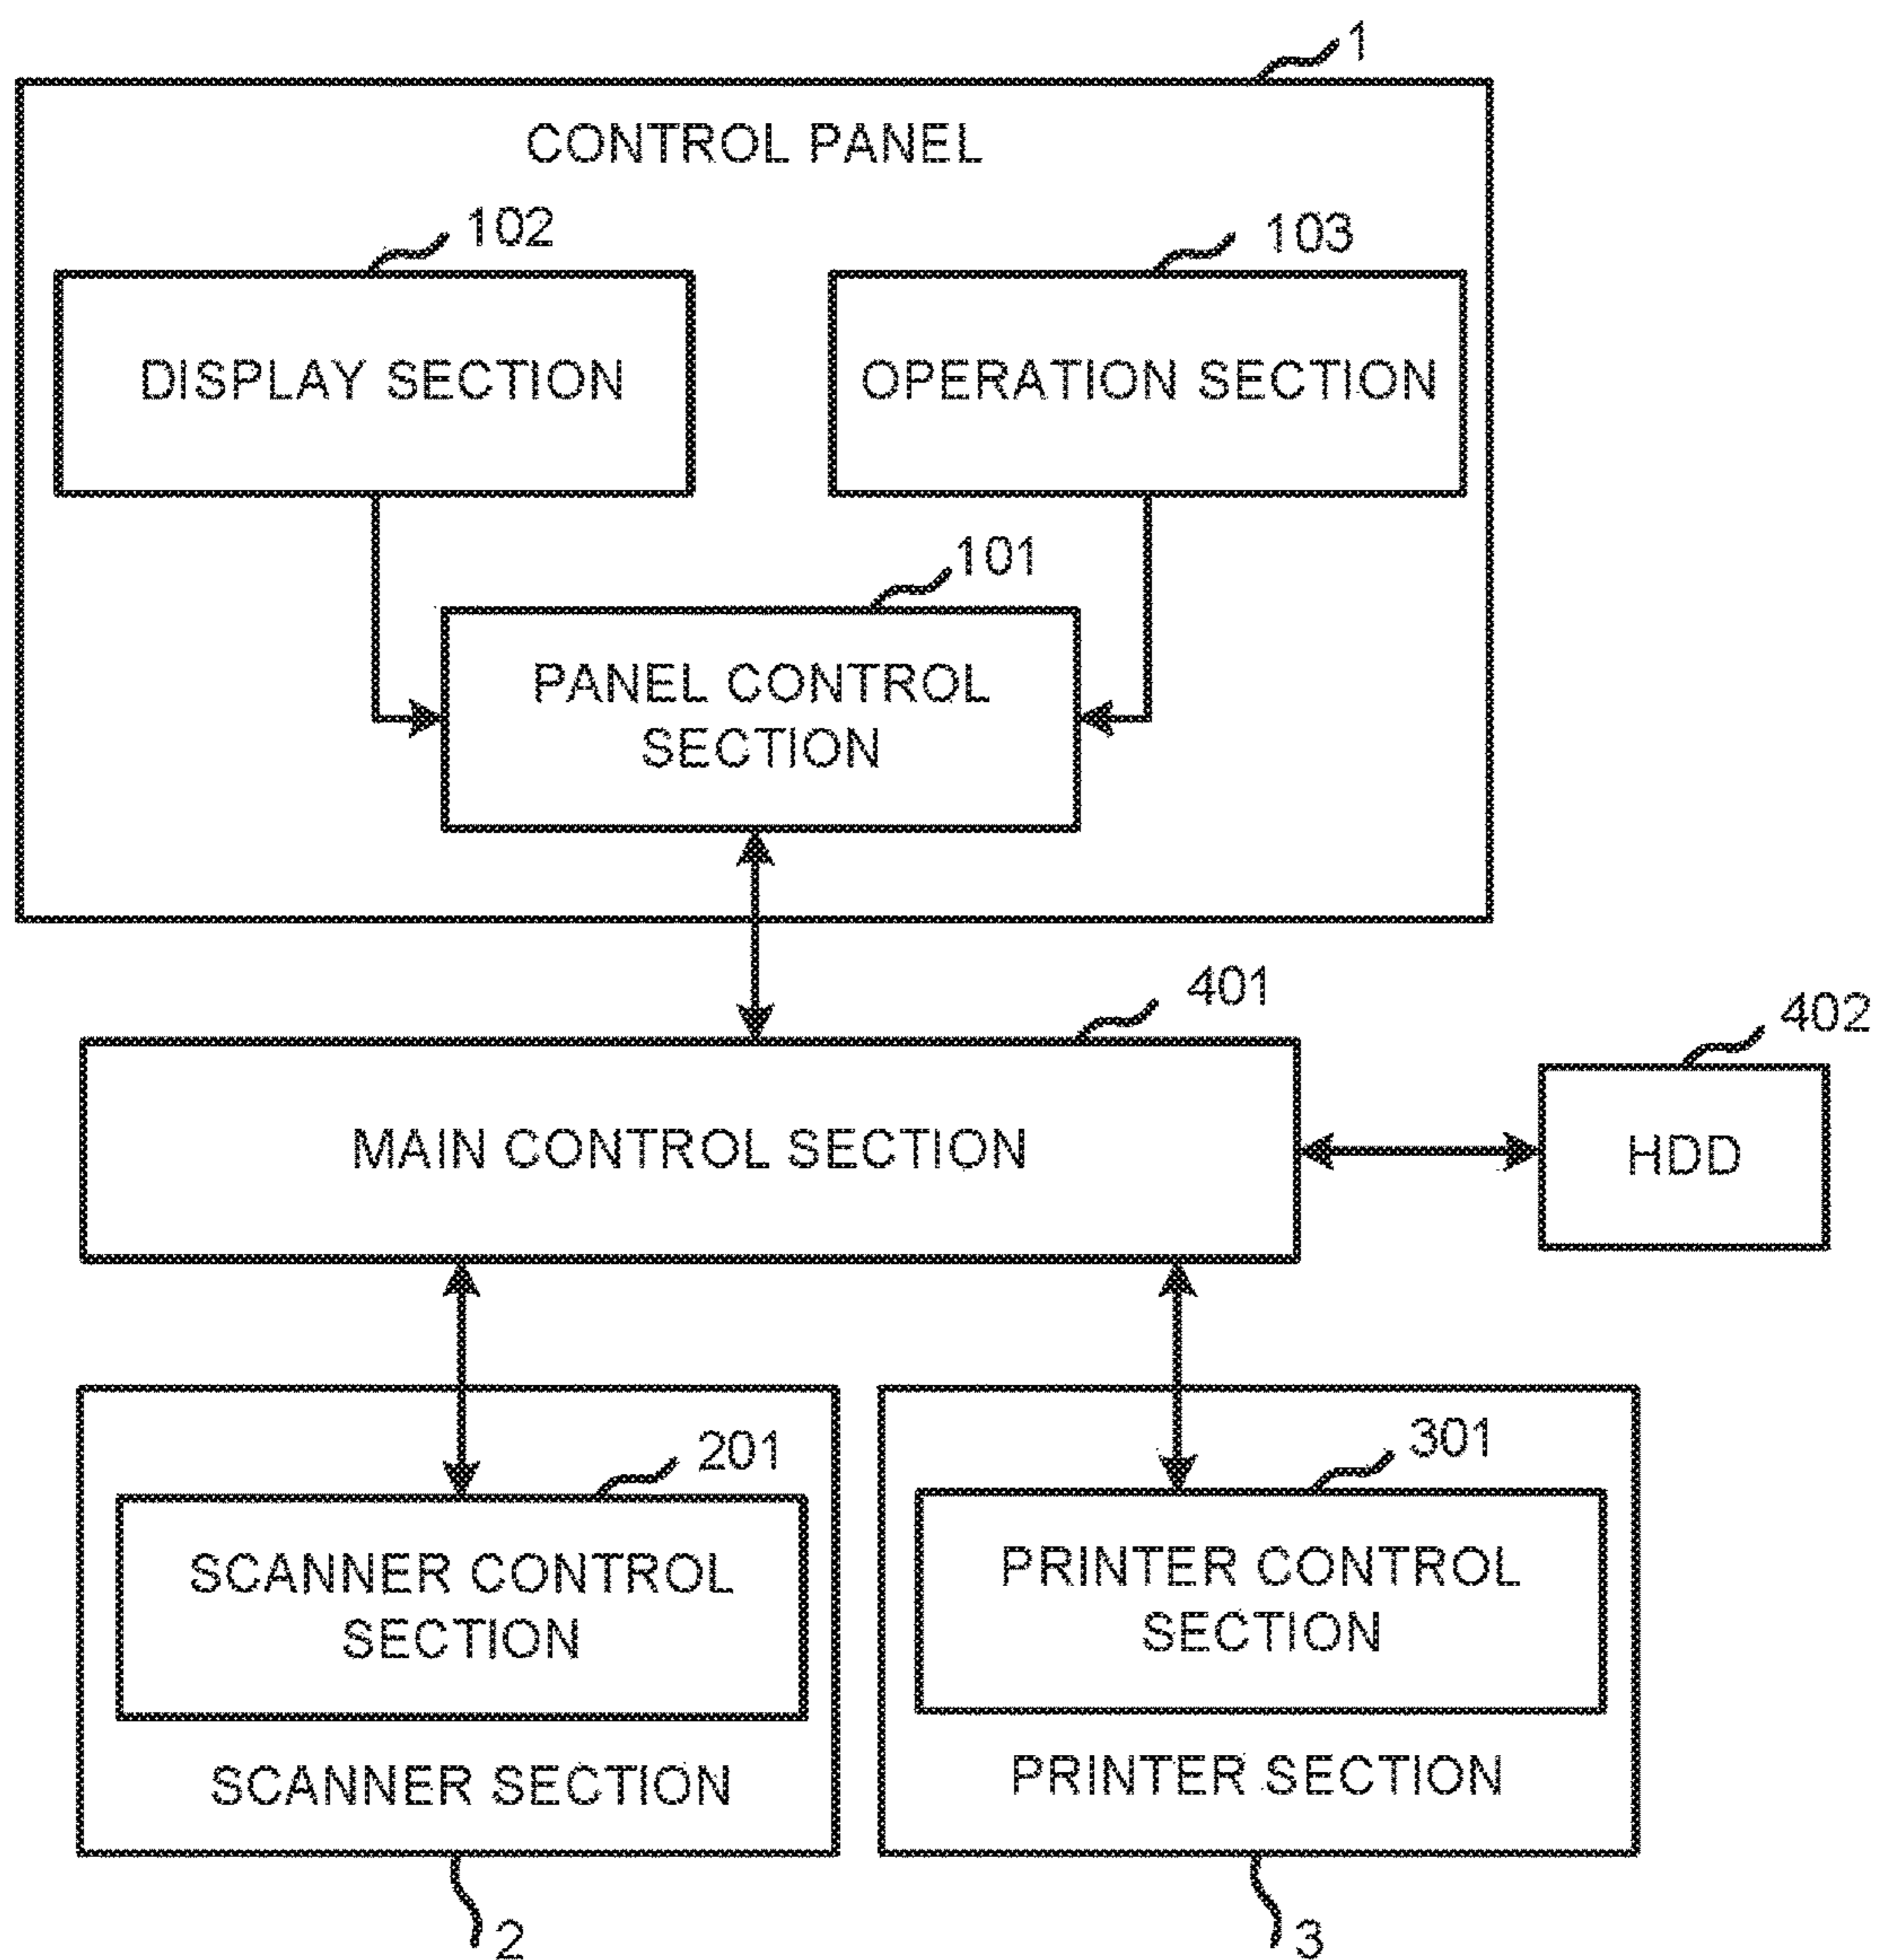 1
CONTROL PANEL
102
103
DISPLAY SECTION
OPERATION SECTION
101
PANEL CONTROL
SECTION
401
402
MAIN CONTROL SECTION
HDD
201
301
SCANNER CONTROL
SECTION
PRINTER CONTROL
SECTION
SCANNER SECTION
PRINTER SECTION
2
3